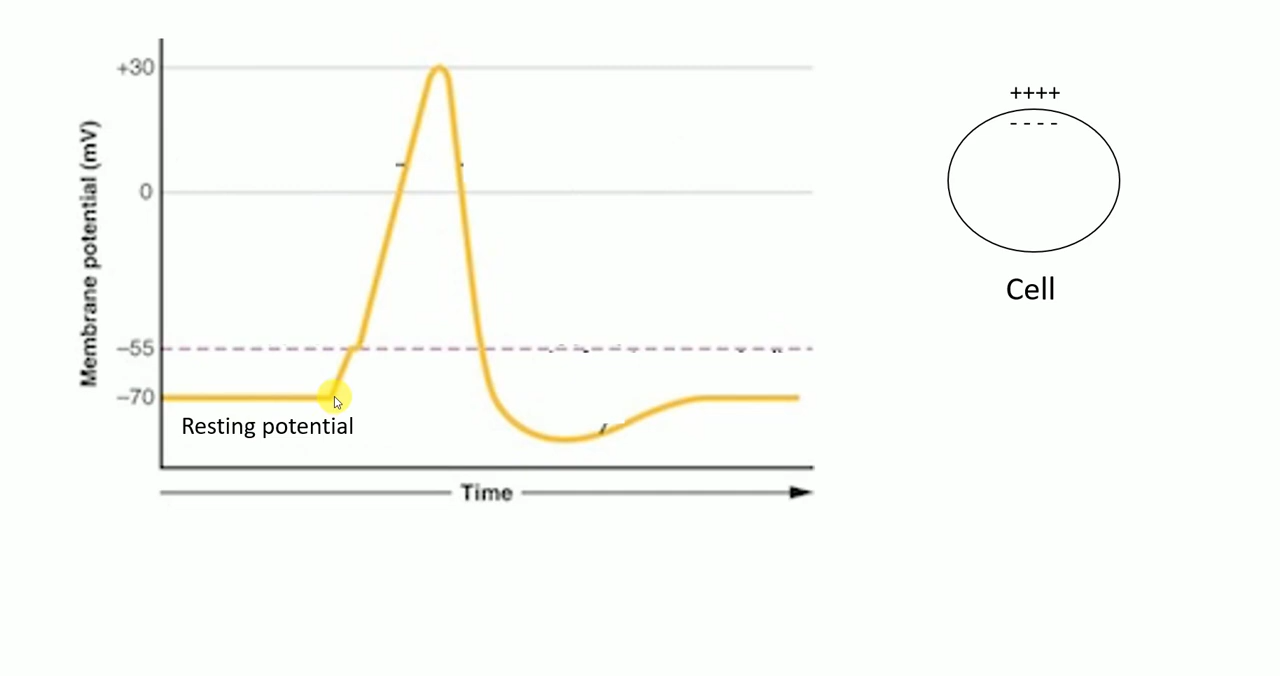 Membrane potential (mV)
+30
0
–55
–70
Resting potential
Time
++++
- - - -
Cell